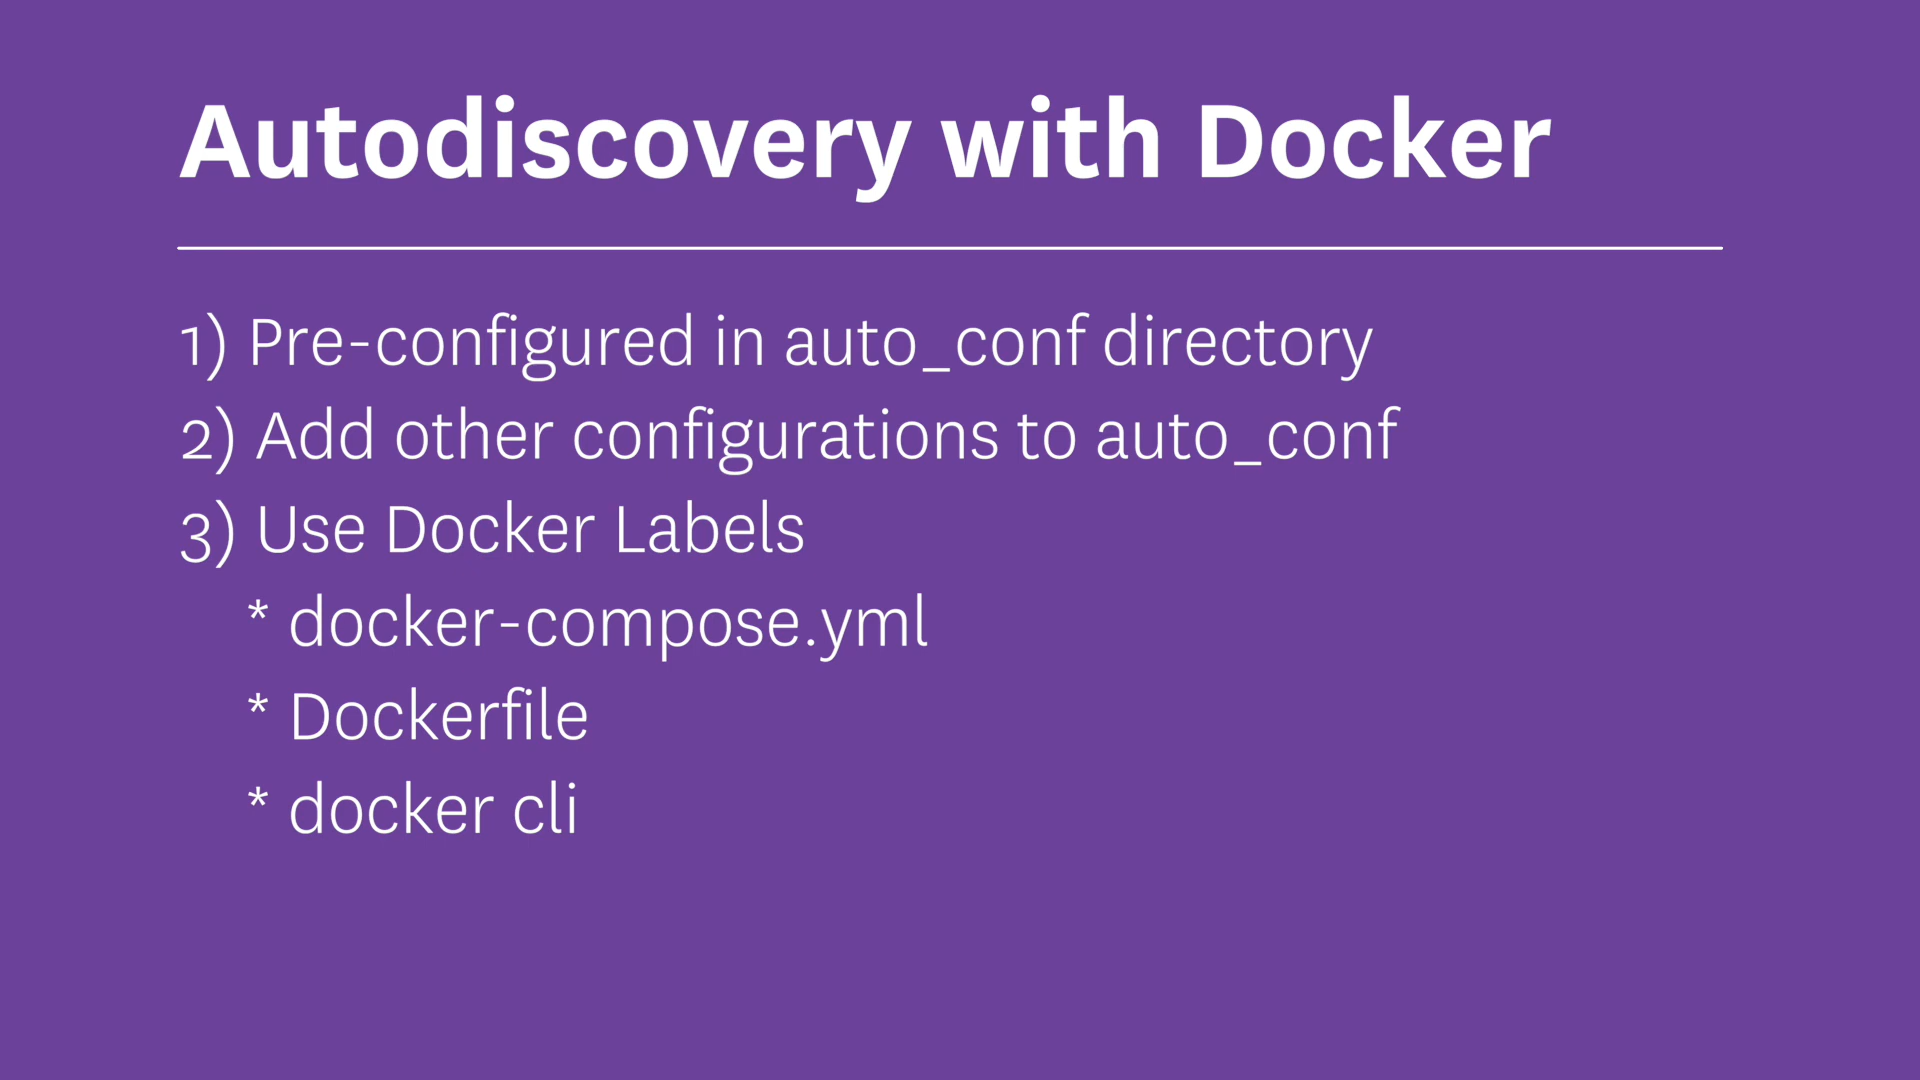 Autodiscovery with Docker
1) Pre-configured in auto_conf directory
2) Add other configurations to auto_conf
3) Use Docker Labels
* docker-compose.yml
* Dockerfile
* docker cli